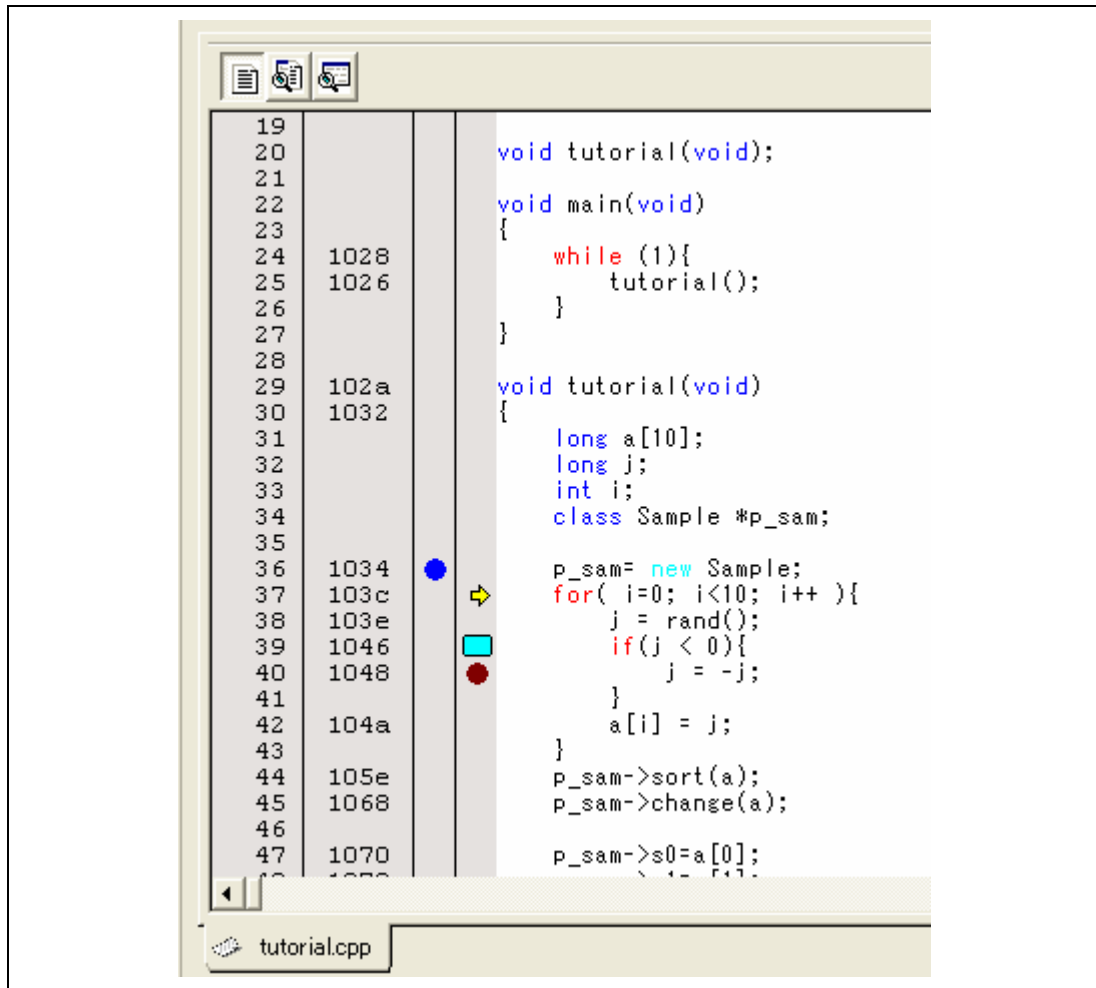 19
20 void tutorial(void);
21
22 void main(void)
23 {
24 1028 while (1){
25 1026 tutorial();
26 }
27 }
28
29 102a void tutorial(void)
30 1032 {
31 long a[10];
32 long j;
33 int i;
34 class Sample *p_sam;
35
36 1034 p_sam= new Sample;
37 103c for( i=0; i<10; i++ ){
38 103e j = rand();
39 1046 if(j < 0){
40 1048 j = -j;
41 }
42 104a a[i] = j;
43 }
44 105e p_sam->sort(a);
45 1068 p_sam->change(a);
46
47 1070 p_sam->s0=a[0];
tutorial.cpp